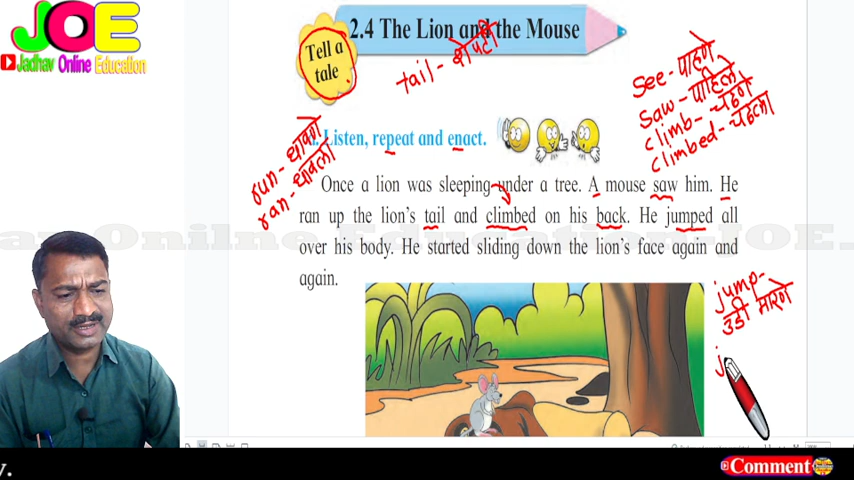 JOE
Jadhav Online Education
2.4 The Lion and the Mouse
Tell a
tale
tail - शेपटी
see - पाहणे
saw - पाहिले
climb - चढणे
climbed - चढला
run - धावणे
ran - धावला
Listen, repeat and enact.
Once a lion was sleeping under a tree. A mouse saw him. He
ran up the lion's tail and climbed on his back. He jumped all
over his body. He started sliding down the lion's face again and
again.
jump -
उडी मारणे
j
Comment